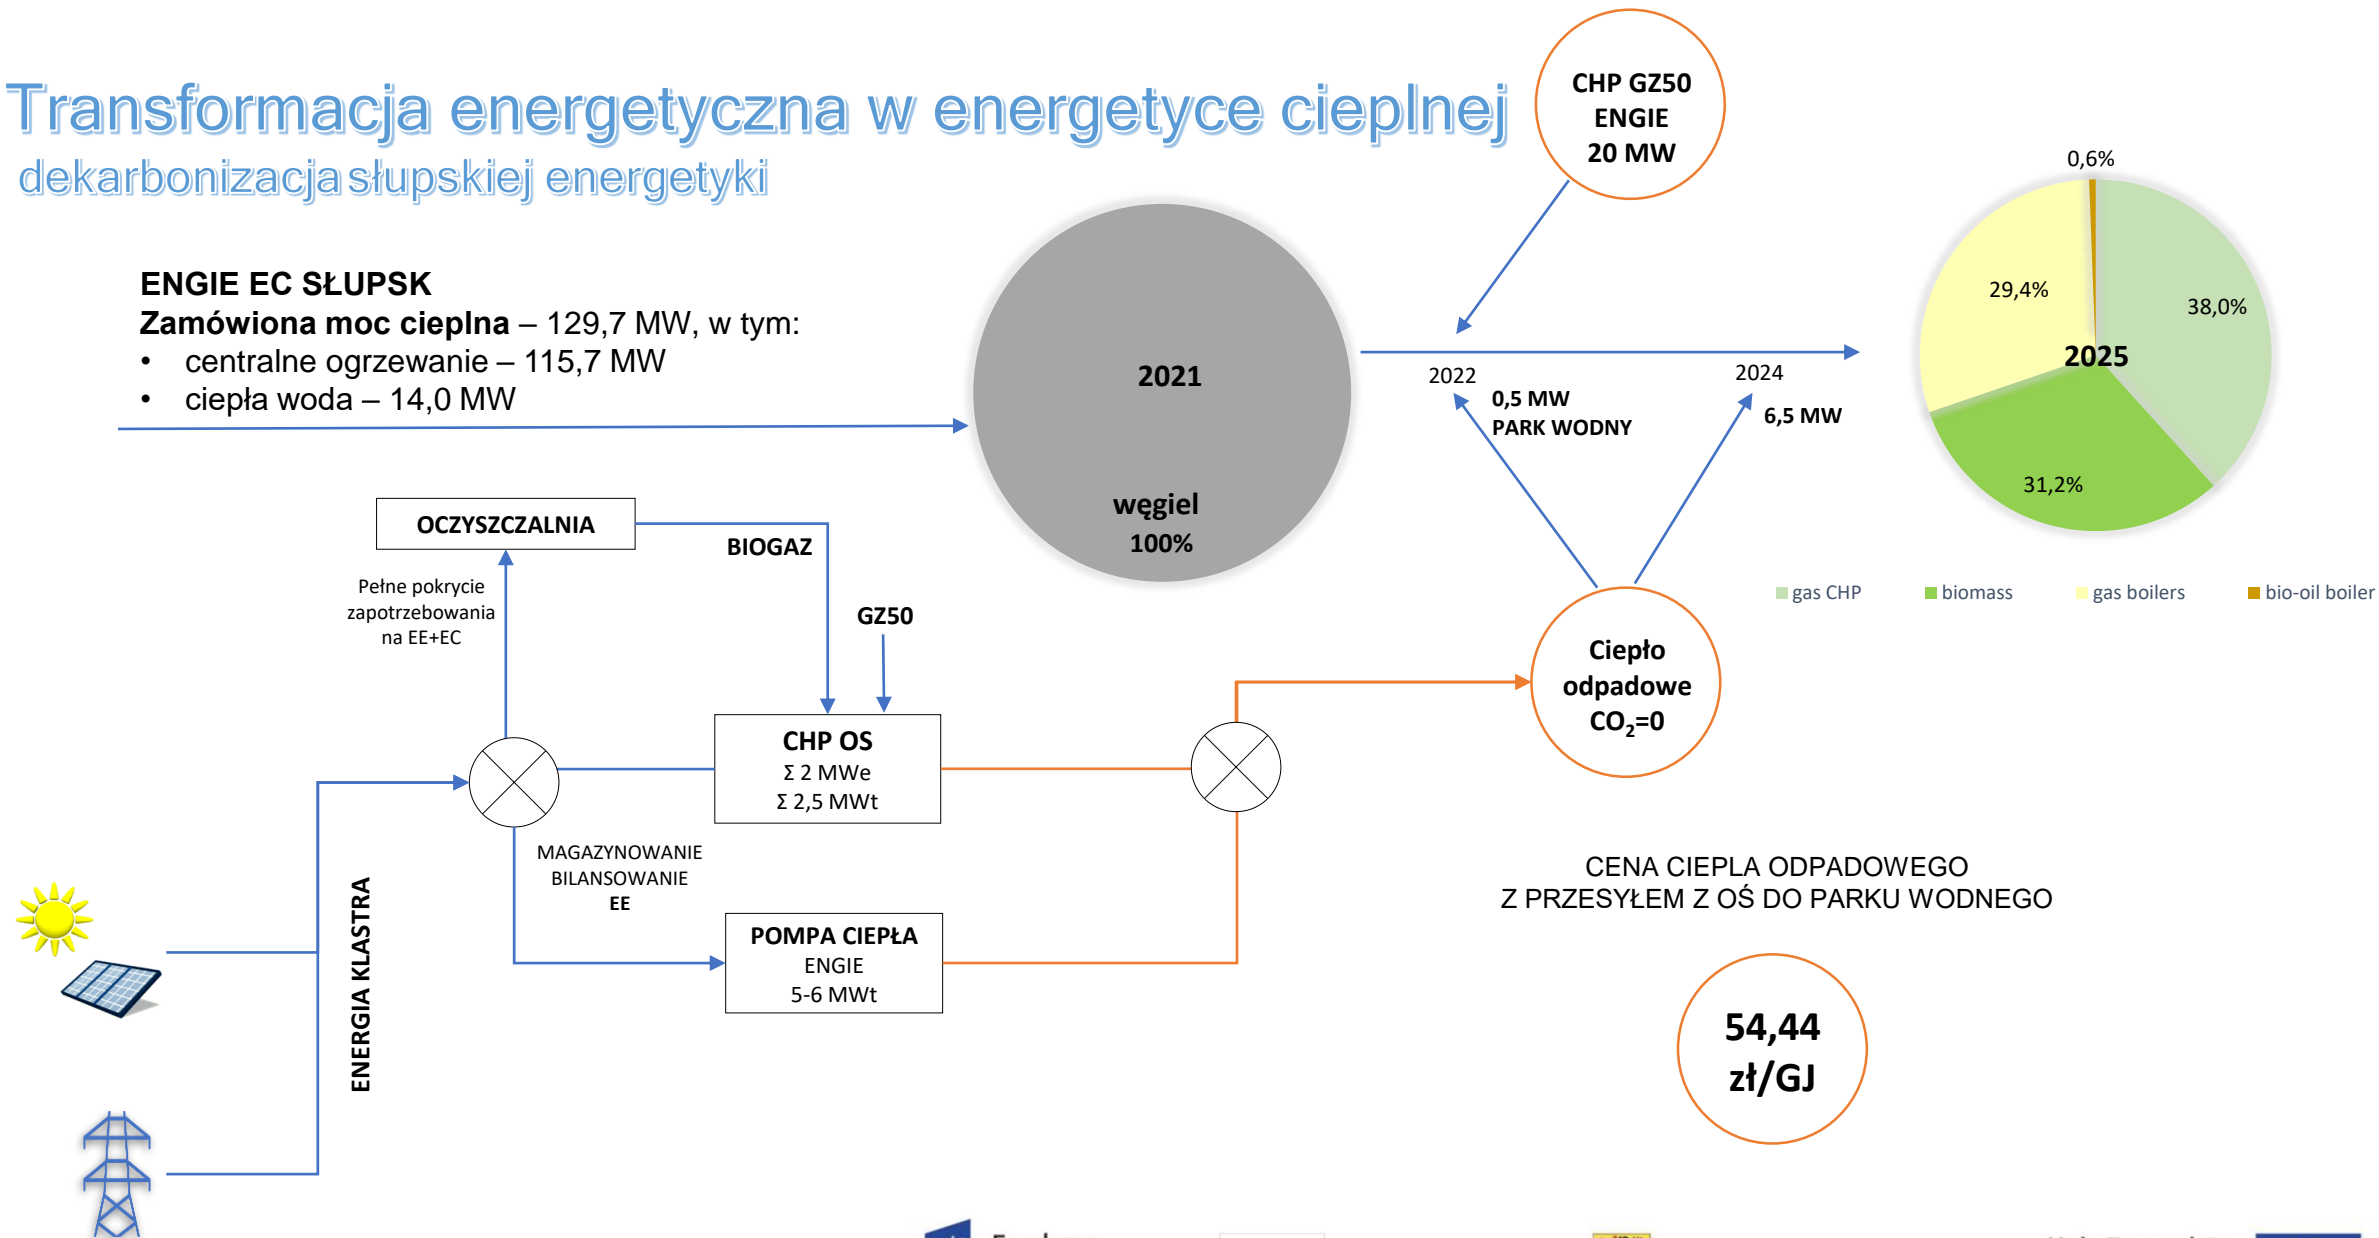 Transformacja energetyczna w energetyce cieplnej
dekarbonizacja słupskiej energetyki
CHP GZ50
ENGIE
20 MW
ENGIE EC SŁUPSK
Zamówiona moc cieplna – 129,7 MW, w tym:
• centralne ogrzewanie – 115,7 MW
• ciepła woda – 14,0 MW
2021
węgiel
100%
2022
0,5 MW
PARK WODNY
2024
6,5 MW
0,6%
29,4%
38,0%
2025
31,2%
gas CHP
biomass
gas boilers
bio-oil boiler
OCZYSZCZALNIA
BIOGAZ
Pełne pokrycie
zapotrzebowania
na EE+EC
GZ50
CHP OS
Σ 2 MWe
Σ 2,5 MWt
Ciepło
odpadowe
CO₂=0
MAGAZYNOWANIE
BILANSOWANIE
EE
POMPA CIEPŁA
ENGIE
5-6 MWt
ENERGIA KLASTRA
CENA CIEPLA ODPADOWEGO
Z PRZESYŁEM Z OŚ DO PARKU WODNEGO
54,44
zł/GJ